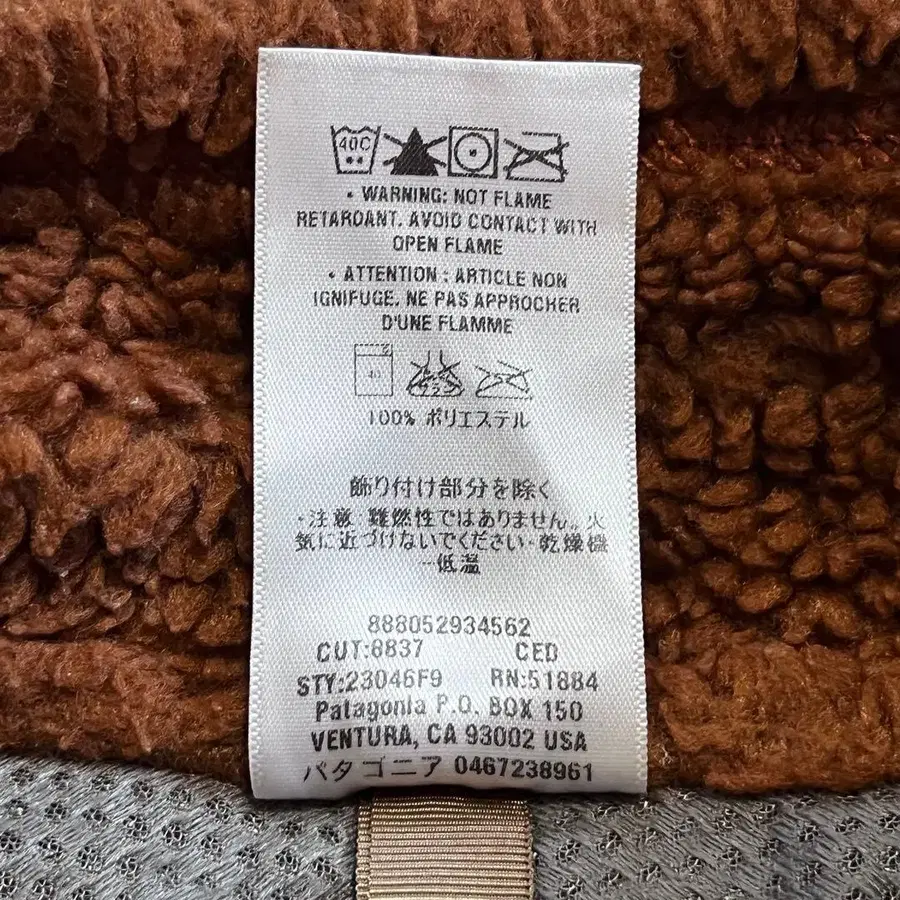 40C
• WARNING: NOT FLAME
RETARDANT. AVOID CONTACT WITH
OPEN FLAME
• ATTENTION : ARTICLE NON
IGNIFUGE. NE PAS APPROCHER
D'UNE FLAMME
40
100% ポリエステル
飾り付け部分を除く
・注意 難燃性ではありません。火
気に近づけないでください・乾燥機
一低温
888052934562
CUT:8837 CED
STY:23046F9 RN:51884
Patagonia P.O. BOX 150
VENTURA, CA 93002 USA
パタゴニア 0467238961